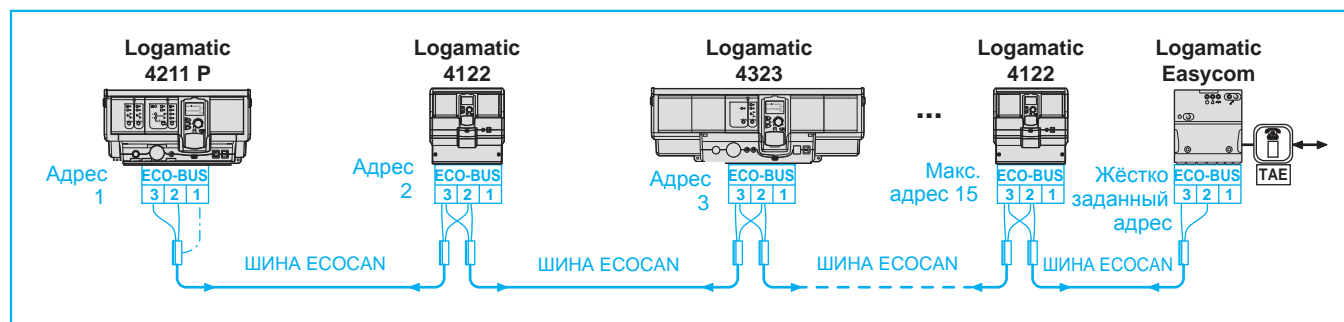 Logamatic
4211 P
Logamatic
4122
Logamatic
4323
Logamatic
4122
Logamatic
Easycom
...
Адрес
1
ECO-BUS
3 2 1
Адрес
2
ECO-BUS
3 2 1
Адрес
3
ECO-BUS
3 2 1
Макс.
адрес 15
ECO-BUS
3 2 1
Жёстко
заданный
адрес
ECO-BUS
3 2 1
TAE
ШИНА ECOCAN
ШИНА ECOCAN
ШИНА ECOCAN
ШИНА ECOCAN